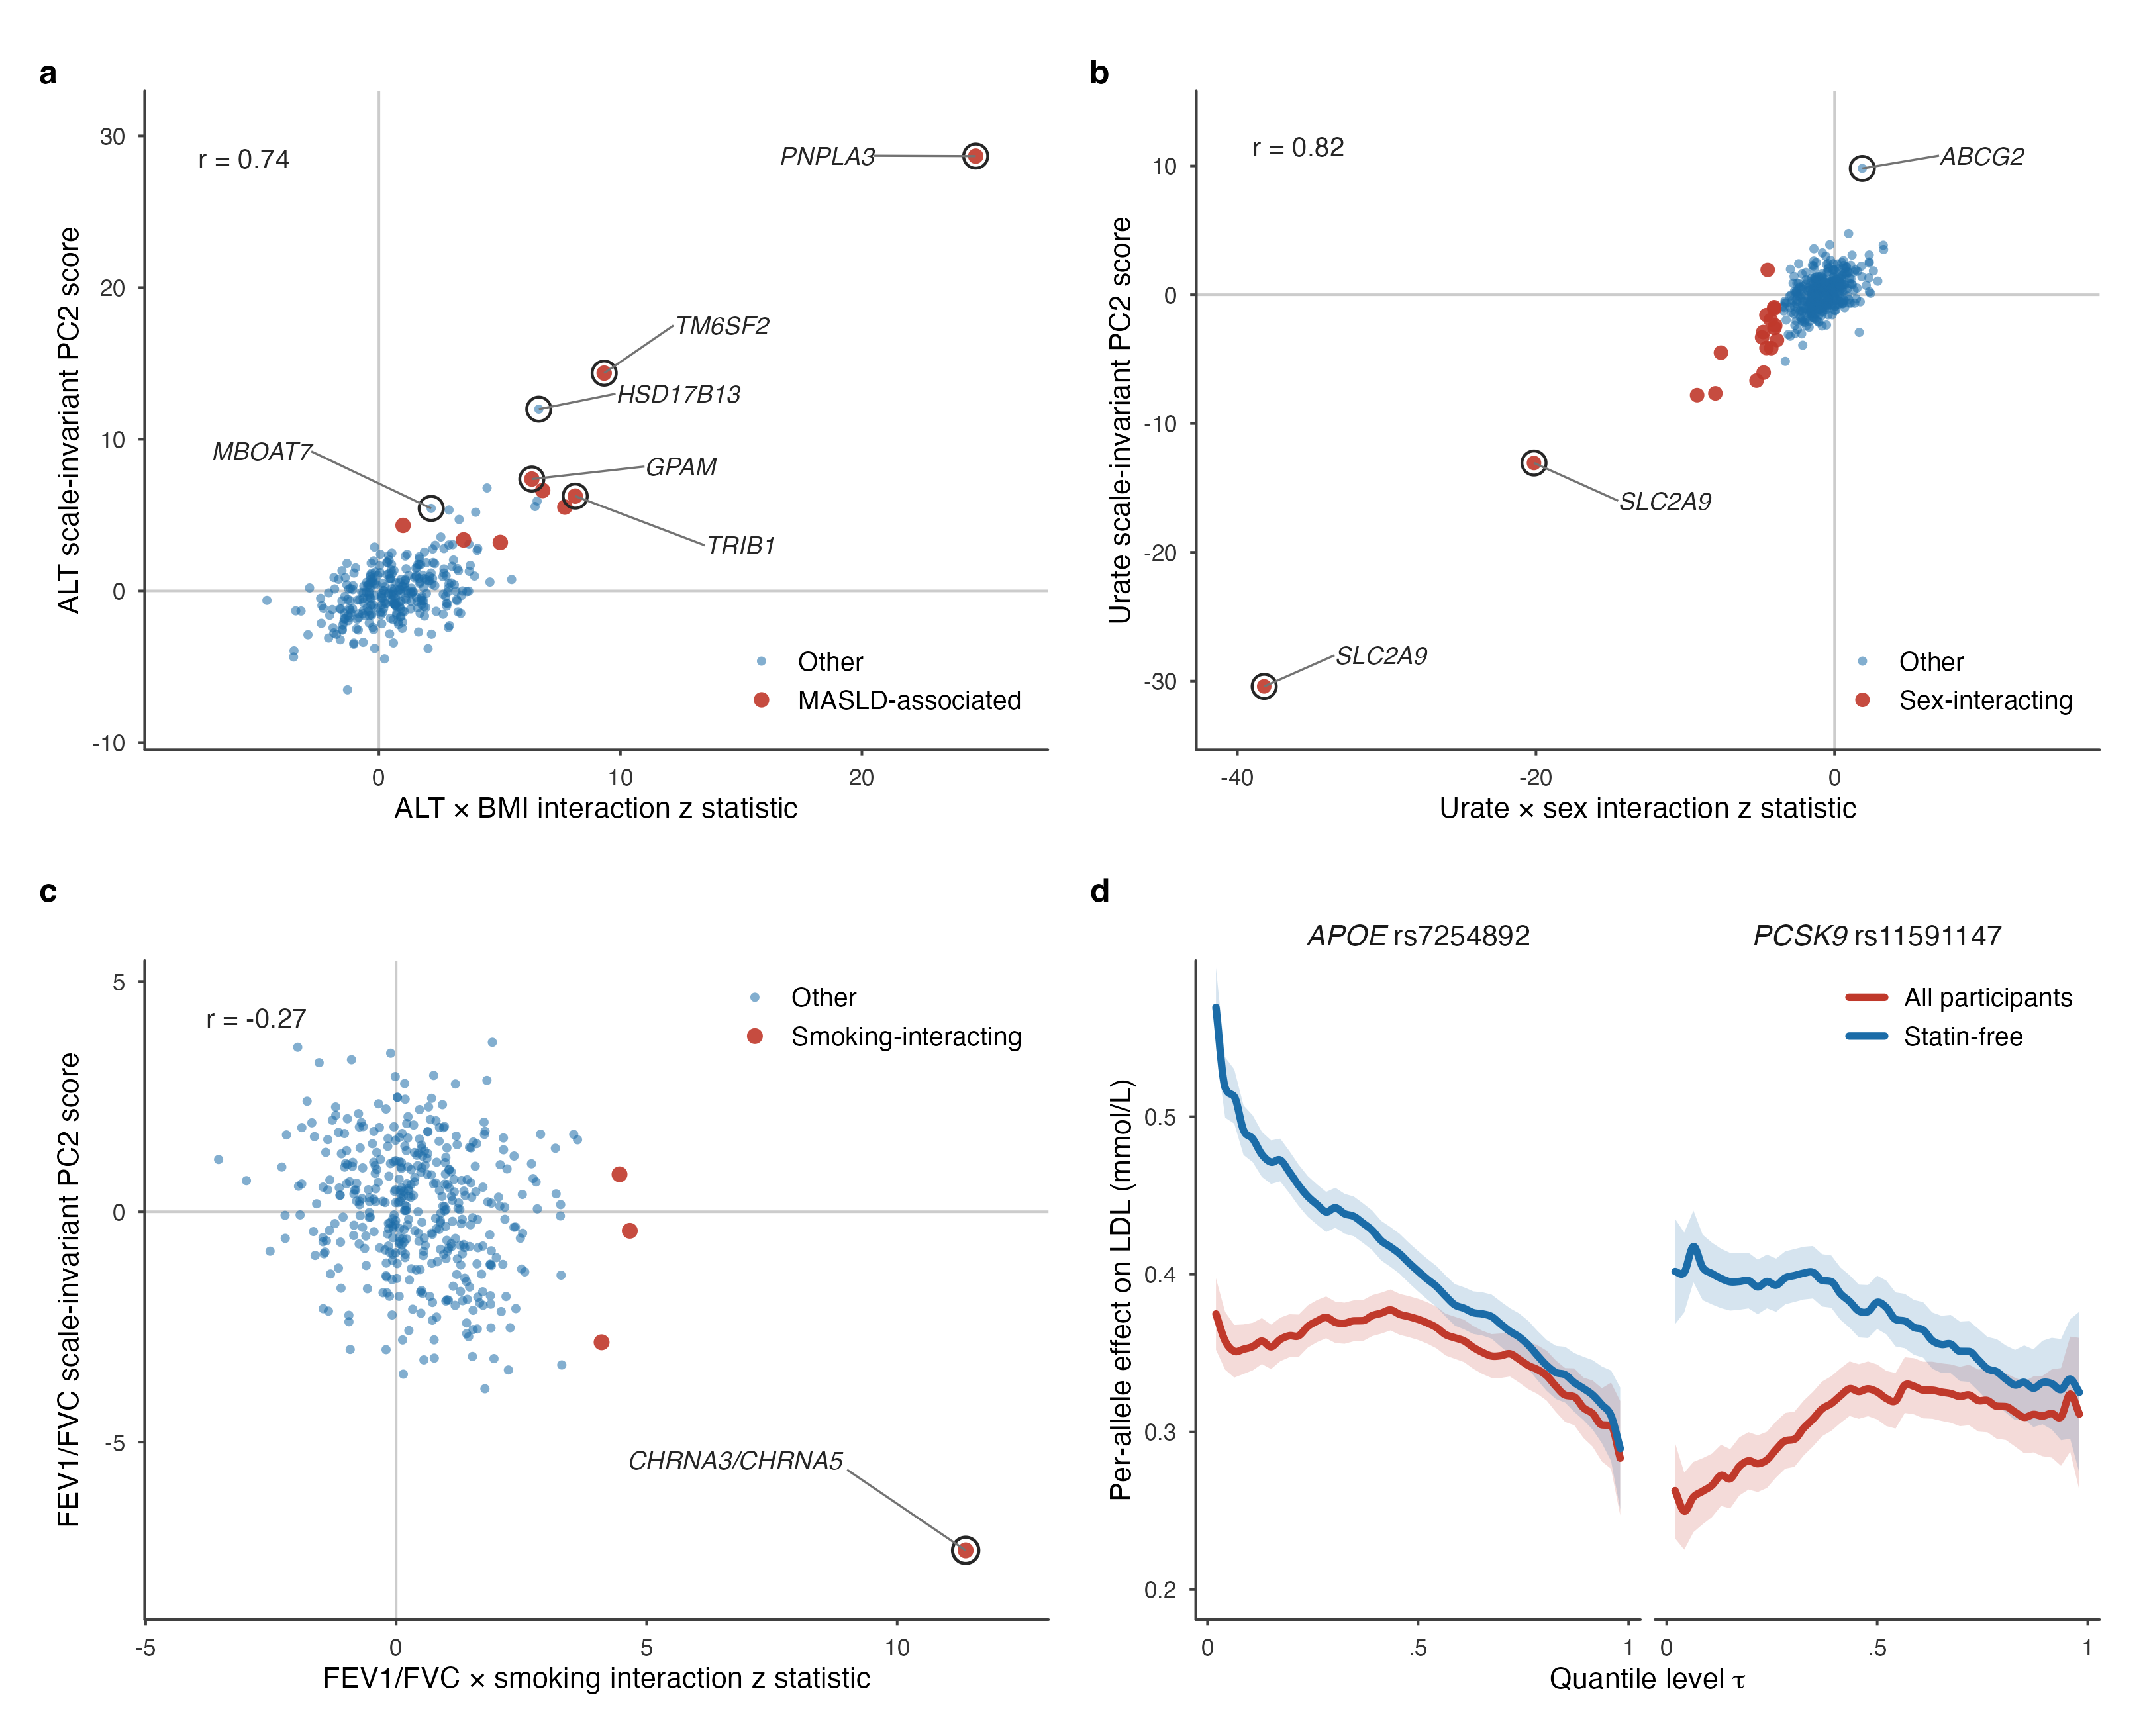 a
r = 0.74
PNPLA3
TM6SF2
HSD17B13
MBOAT7
GPAM
TRIB1
Other
MASLD-associated
30
20
10
0
-10
0
10
20
ALT scale-invariant PC2 score
ALT × BMI interaction z statistic
b
r = 0.82
ABCG2
SLC2A9
SLC2A9
Other
Sex-interacting
10
0
-10
-20
-30
-40
-20
0
Urate scale-invariant PC2 score
Urate × sex interaction z statistic
c
r = -0.27
Other
Smoking-interacting
CHRNA3/CHRNA5
5
0
-5
-5
0
5
10
FEV1/FVC scale-invariant PC2 score
FEV1/FVC × smoking interaction z statistic
d
APOE rs7254892
PCSK9 rs11591147
All participants
Statin-free
0.5
0.4
0.3
0.2
0
.5
1
0
.5
1
Per-allele effect on LDL (mmol/L)
Quantile level τ